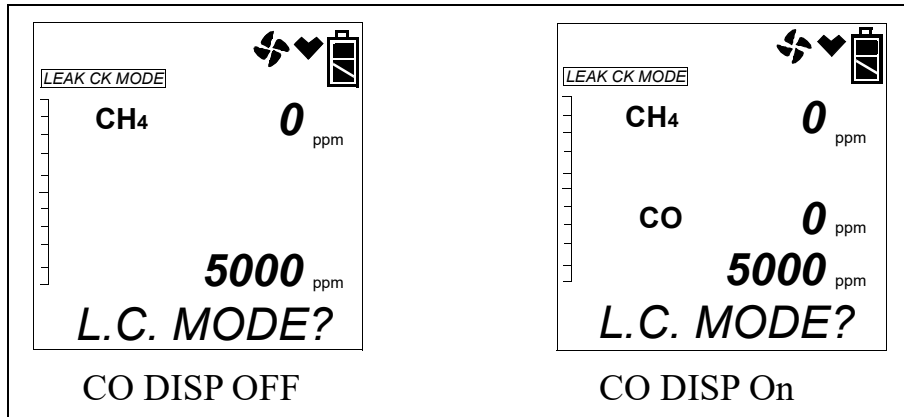 LEAK CK MODE
CH4 0 ppm
5000 ppm
L.C. MODE?
CO DISP OFF
LEAK CK MODE
CH4 0 ppm
CO 0 ppm
5000 ppm
L.C. MODE?
CO DISP On